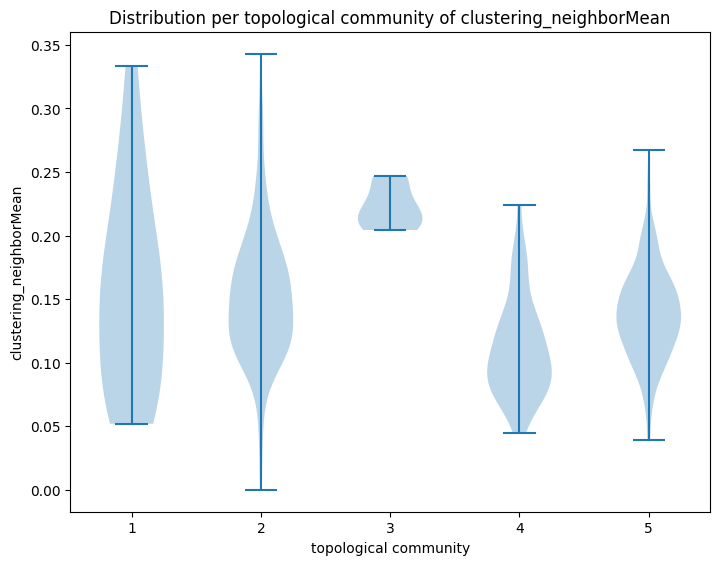 Distribution per topological community of clustering_neighborMean
0.35
0.30
0.25
0.20
0.15
0.10
0.05
0.00
clustering_neighborMean
1 2 3 4 5
topological community